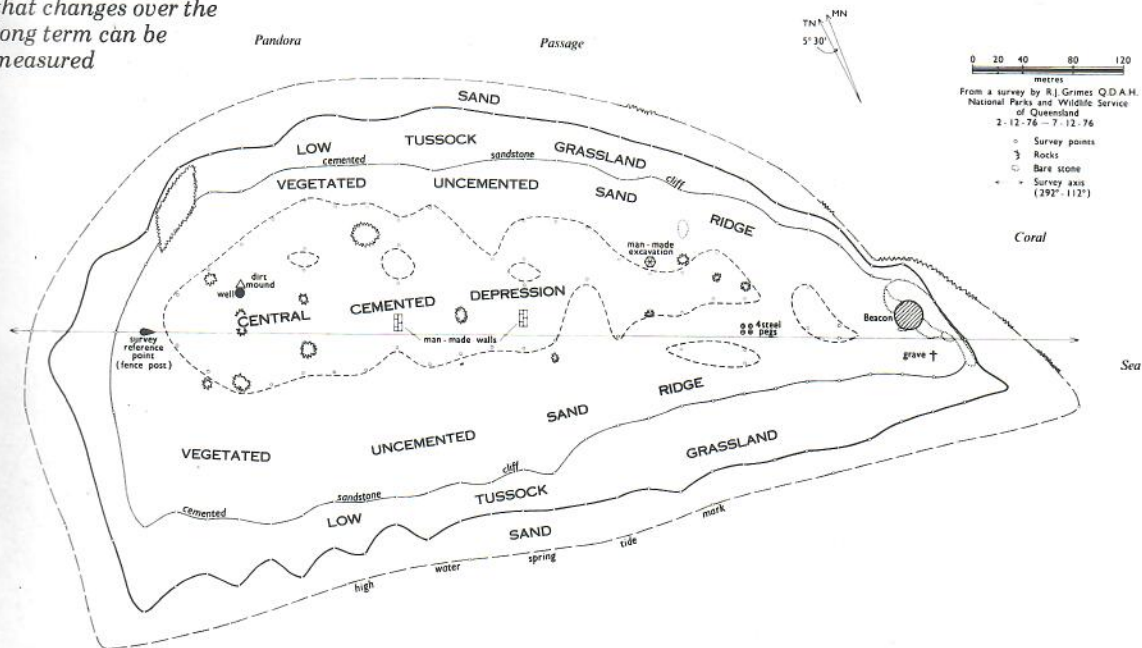 that changes over the
ong term can be
measured
Pandora Passage
TN MN
5° 30'
0 20 40 80 120
metres
From a survey by R.J. Grimes Q.D.A.H.
National Parks and Wildlife Service
of Queensland
2-12-76 — 7-12-76
Survey points
Rocks
Bare stone
Survey axis
(292° - 112°)
SAND
LOW TUSSOCK GRASSLAND
cemented sandstone cliff
VEGETATED UNCEMENTED SAND RIDGE
Coral
Sea
man-made
excavation
dirt
mound
well
CENTRAL CEMENTED DEPRESSION
survey
reference
point
(fence post)
man-made walls
4 steel
pegs
Beacon
grave
VEGETATED UNCEMENTED SAND RIDGE
cemented sandstone cliff
LOW TUSSOCK GRASSLAND
SAND
high water spring tide mark